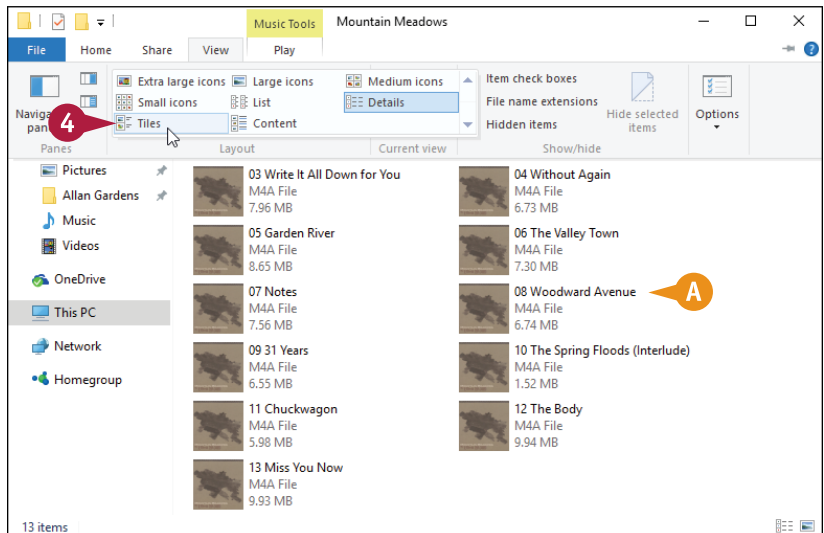 Music Tools
Mountain Meadows
File
Home
Share
View
Play
Extra large icons
Large icons
Medium icons
Small icons
List
Details
Tiles
Content
4
Panes
Layout
Current view
Item check boxes
File name extensions
Hidden items
Hide selected
items
Show/hide
Options
Pictures
Allan Gardens
Music
Videos
OneDrive
This PC
Network
Homegroup
03 Write It All Down for You
M4A File
7.96 MB
04 Without Again
M4A File
6.73 MB
05 Garden River
M4A File
8.65 MB
06 The Valley Town
M4A File
7.30 MB
07 Notes
M4A File
7.56 MB
08 Woodward Avenue
M4A File
6.74 MB
A
09 31 Years
M4A File
6.55 MB
10 The Spring Floods (Interlude)
M4A File
1.52 MB
11 Chuckwagon
M4A File
5.98 MB
12 The Body
M4A File
9.94 MB
13 Miss You Now
M4A File
9.93 MB
13 items